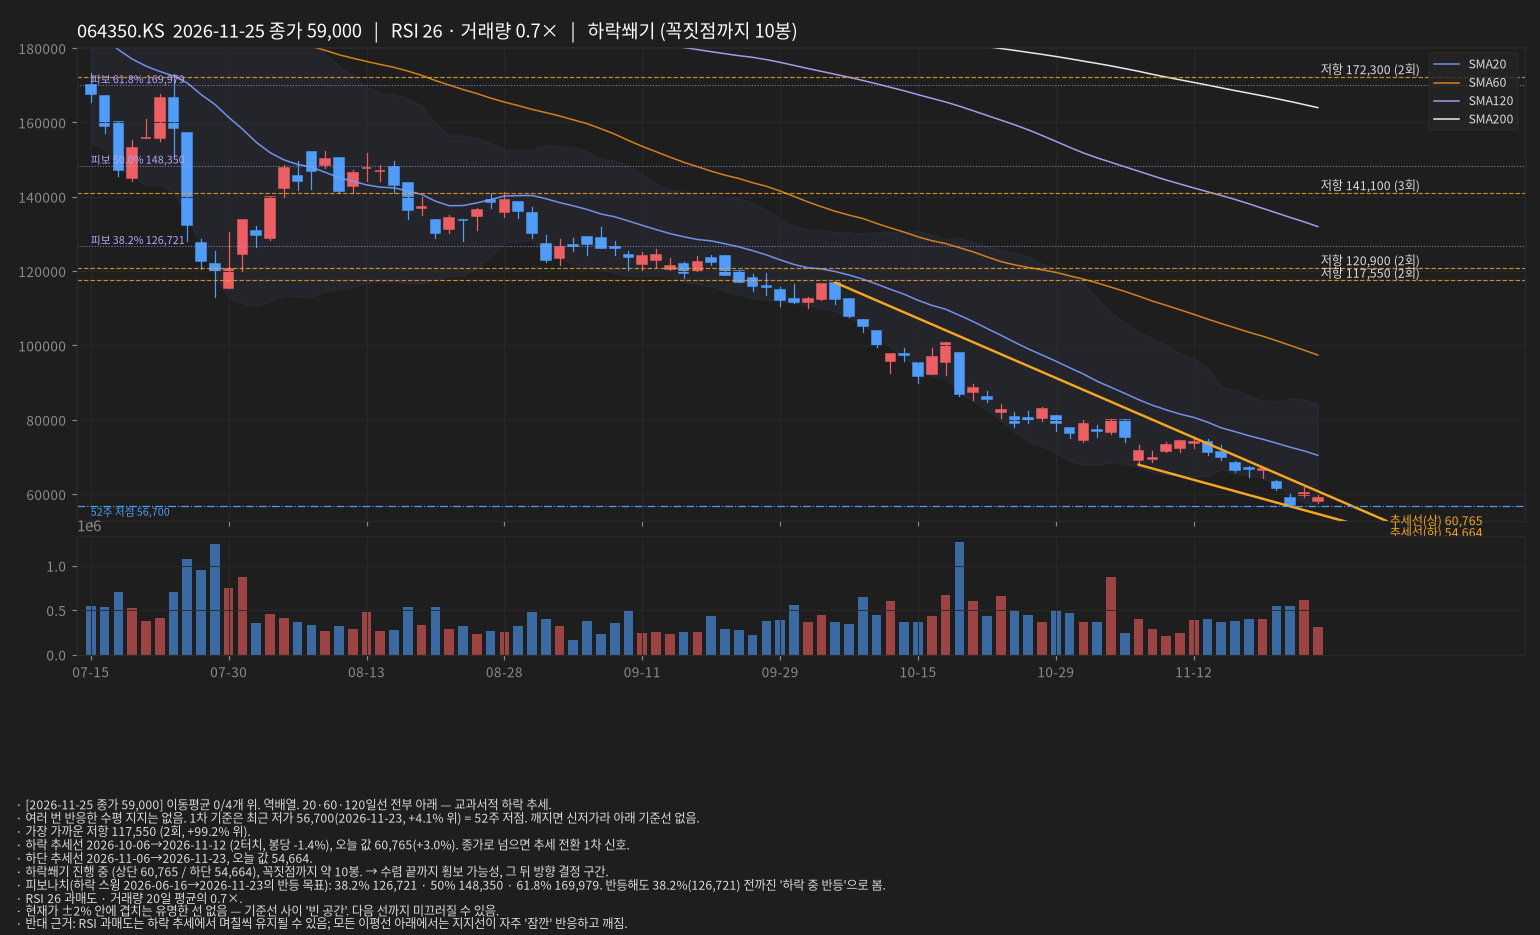 064350.KS 2026-11-25 종가 59,000 | RSI 26 · 거래량 0.7× | 하락쐐기 (꼭짓점까지 10봉)
180000
160000
140000
120000
100000
80000
60000
피보 61.8% 169,979
피보 50.0% 148,350
피보 38.2% 126,721
52주 저점 56,700
저항 172,300 (2회)
저항 141,100 (3회)
저항 120,900 (2회)
저항 117,550 (2회)
SMA20
SMA60
SMA120
SMA200
추세선(상) 60,765
추세선(하) 54,664
1e6
1.0
0.5
0.0
07-15 07-30 08-13 08-28 09-11 09-29 10-15 10-29 11-12
· [2026-11-25 종가 59,000] 이동평균 0/4개 위. 역배열. 20·60·120일선 전부 아래 — 교과서적 하락 추세.
· 여러 번 반응한 수평 지지는 없음. 1차 기준은 최근 저가 56,700(2026-11-23, +4.1% 위) = 52주 저점. 깨지면 신저가라 아래 기준선 없음.
· 가장 가까운 저항 117,550 (2회, +99.2% 위).
· 하락 추세선 2026-10-06→2026-11-12 (2터치, 봉당 -1.4%), 오늘 값 60,765(+3.0%). 종가로 넘으면 추세 전환 1차 신호.
· 하단 추세선 2026-11-06→2026-11-23, 오늘 값 54,664.
· 하락쐐기 진행 중 (상단 60,765 / 하단 54,664), 꼭짓점까지 약 10봉. → 수렴 끝까지 횡보 가능성, 그 뒤 방향 결정 구간.
· 피보나치(하락 스윙 2026-06-16→2026-11-23의 반등 목표): 38.2% 126,721 · 50% 148,350 · 61.8% 169,979. 반등해도 38.2%(126,721) 전까진 '하락 중 반등'으로 봄.
· RSI 26 과매도 · 거래량 20일 평균의 0.7×.
· 현재가 ±2% 안에 겹치는 유명한 선 없음 — 기준선 사이 '빈 공간'. 다음 선까지 미끄러질 수 있음.
· 반대 근거: RSI 과매도는 하락 추세에서 며칠씩 유지될 수 있음; 모든 이평선 아래에서는 지지선이 자주 '잠깐' 반응하고 깨짐.